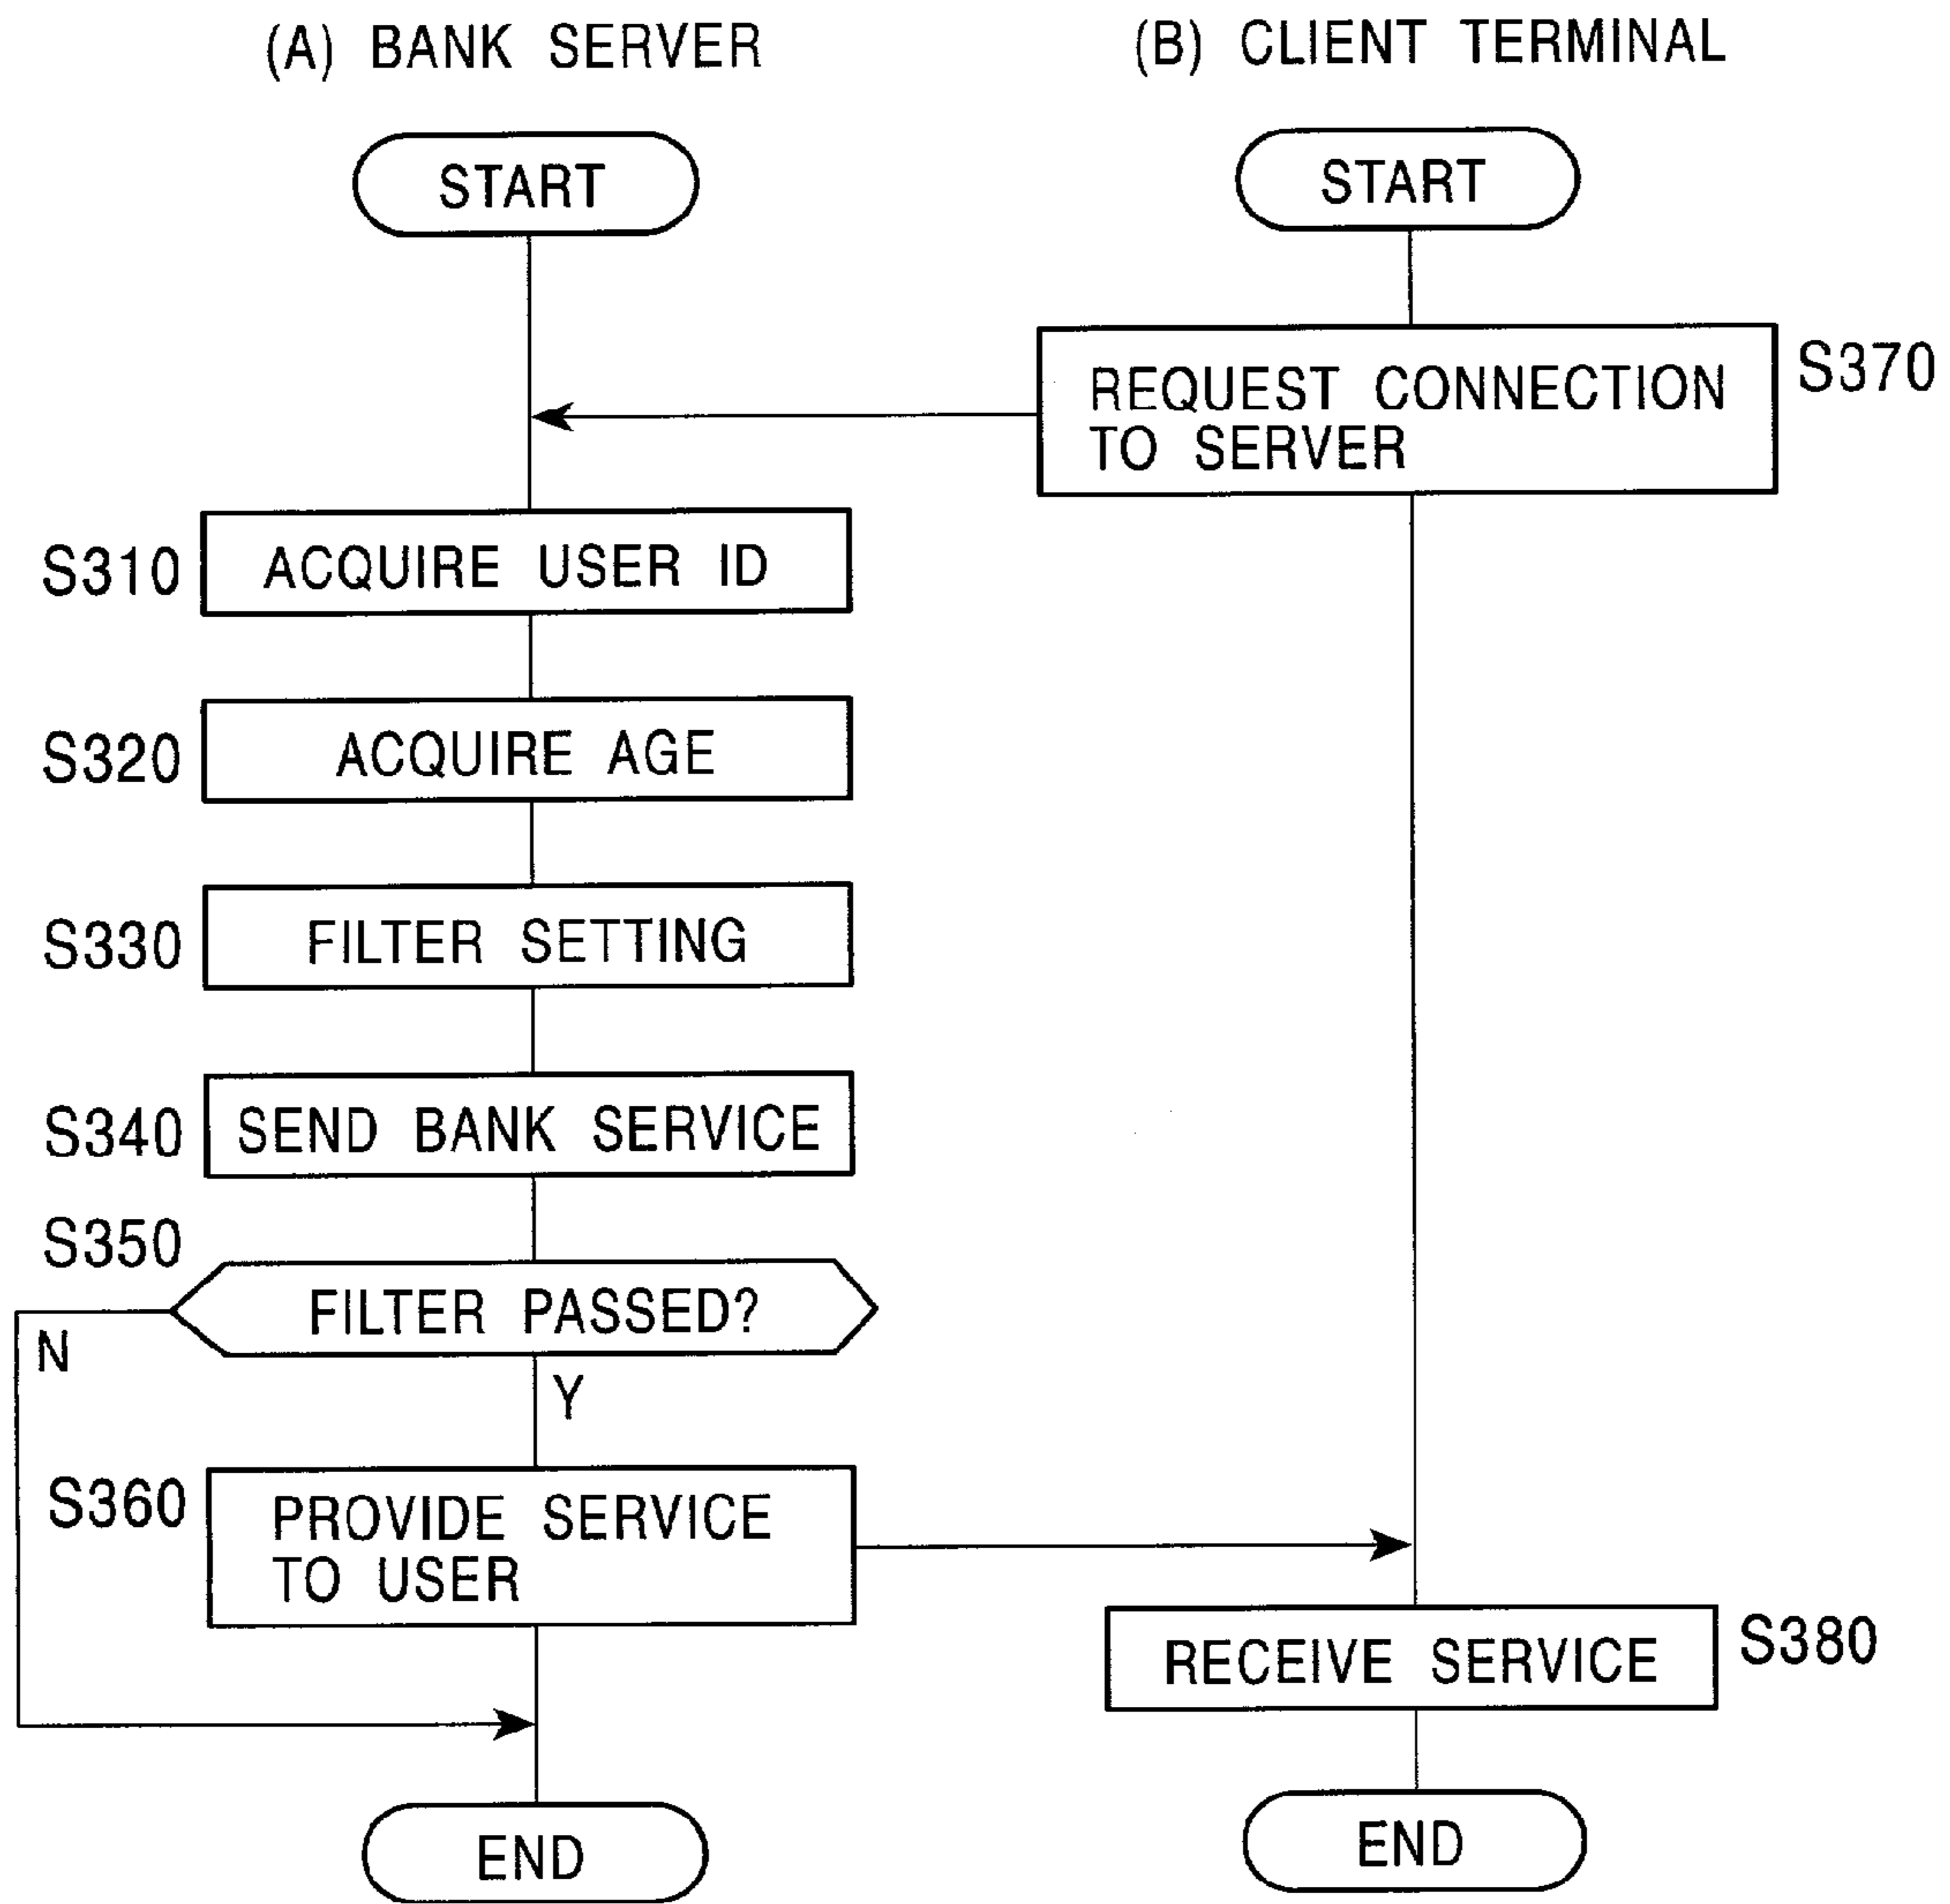 (A) BANK SERVER
(B) CLIENT TERMINAL
START
START
REQUEST CONNECTION
TO SERVER
S370
S310
ACQUIRE USER ID
S320
ACQUIRE AGE
S330
FILTER SETTING
S340
SEND BANK SERVICE
S350
FILTER PASSED?
N
Y
S360
PROVIDE SERVICE
TO USER
RECEIVE SERVICE
S380
END
END